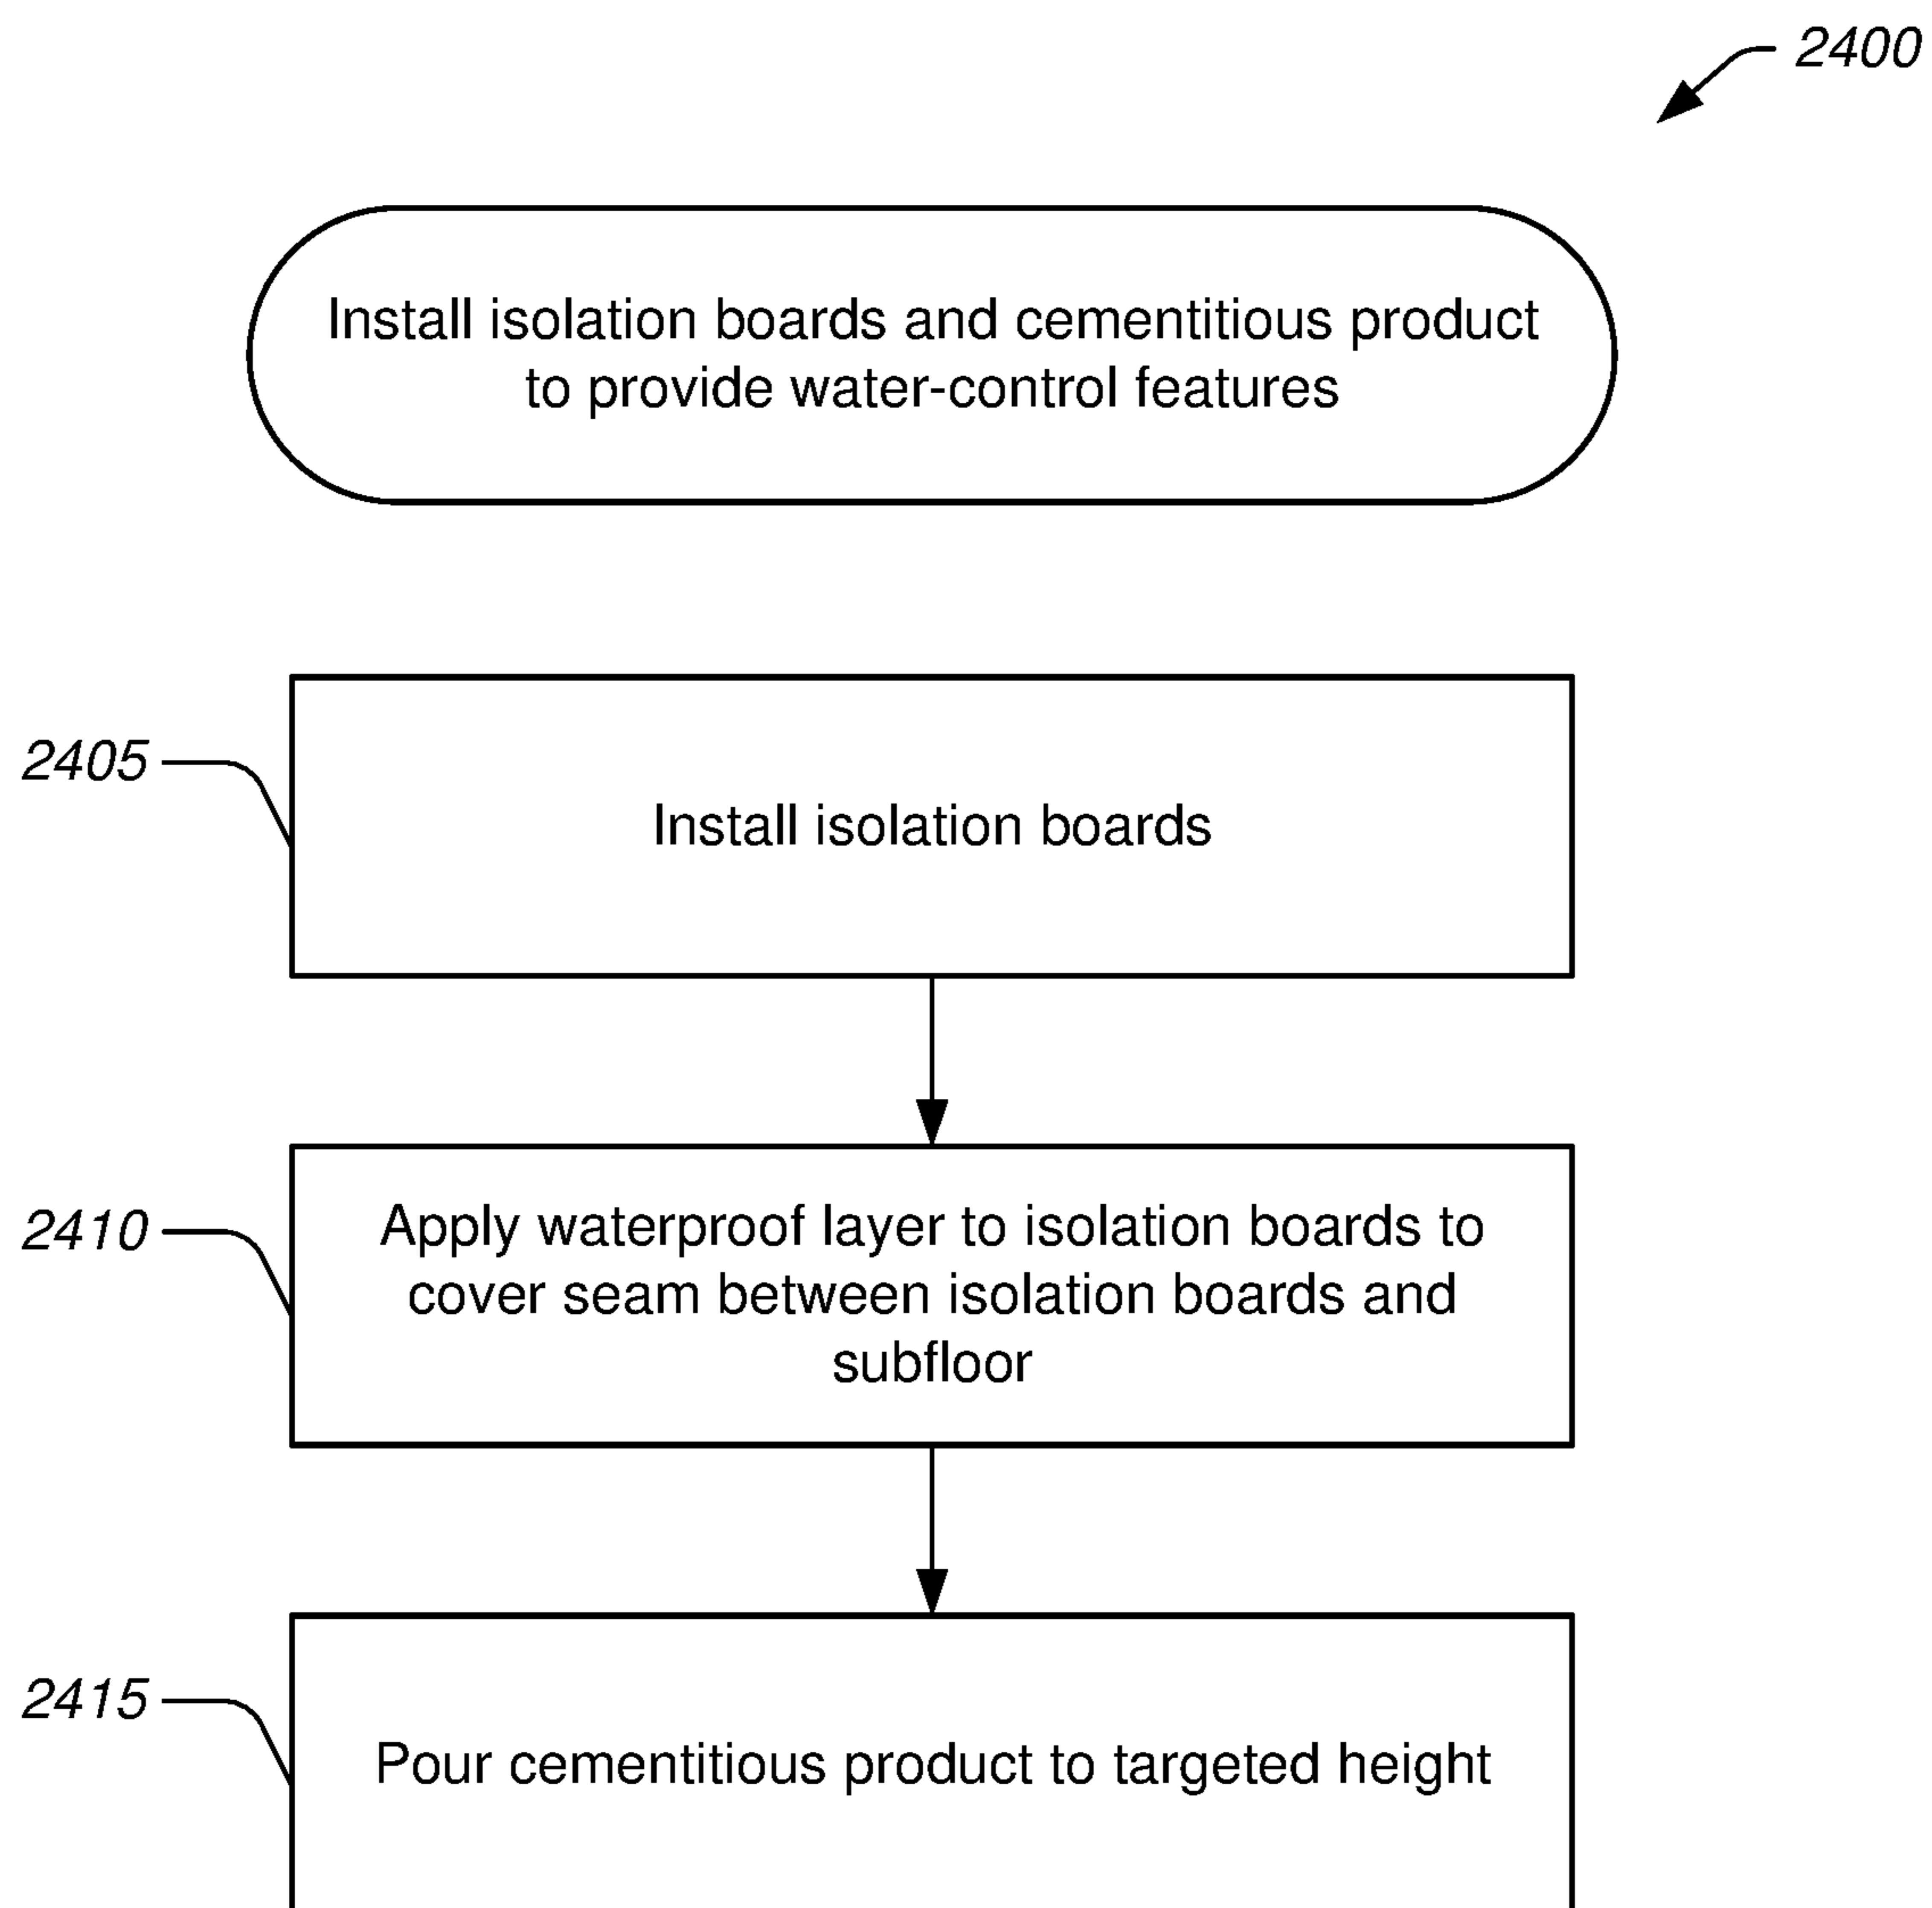 2400
Install isolation boards and cementitious product
to provide water-control features
2405
Install isolation boards
2410
Apply waterproof layer to isolation boards to
cover seam between isolation boards and
subfloor
2415
Pour cementitious product to targeted height